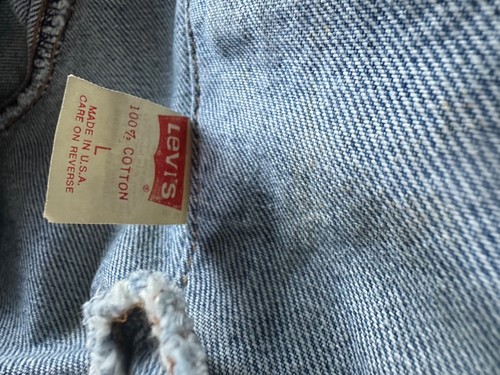 LEVI'S ®
100% COTTON
L
MADE IN U.S.A.
CARE ON REVERSE